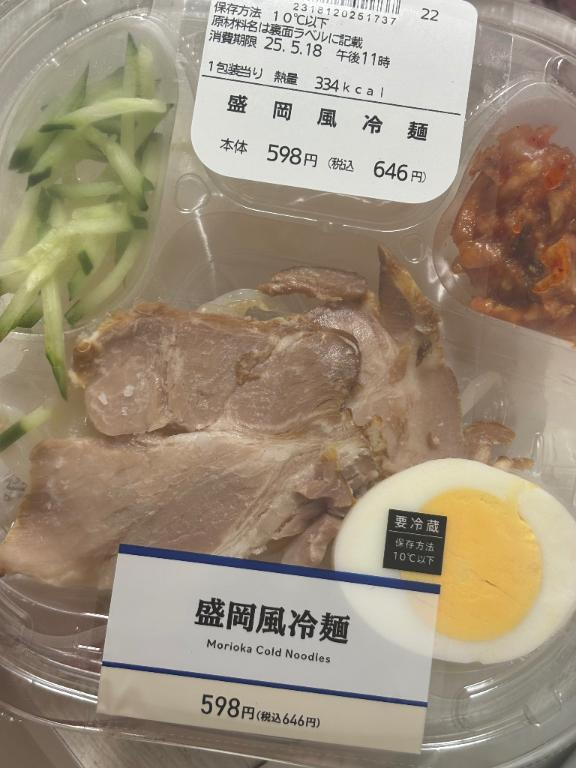 2318120251737
22
保存方法 10℃以下
原材料名は裏面ラベルに記載
消費期限 25.5.18 午後11時
1包装当り 熱量 334kcal
盛岡風冷麺
本体 598円 (税込 646円)
要冷蔵
保存方法
10℃以下
盛岡風冷麺
Morioka Cold Noodles
598円(税込646円)